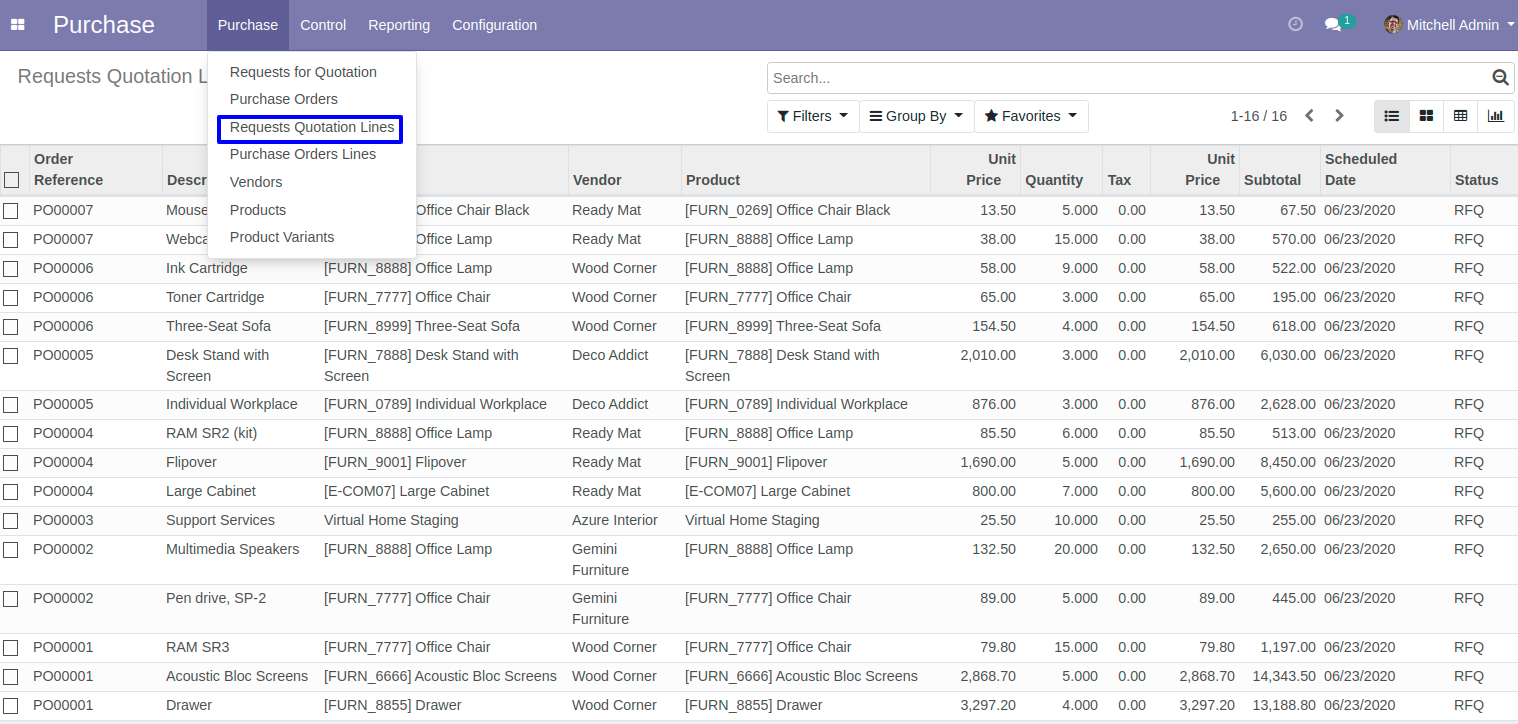 Purchase Purchase Control Reporting Configuration 1 Mitchell Admin
Requests Quotation L
Search...
Requests for Quotation
Purchase Orders
Requests Quotation Lines
Purchase Orders Lines
Vendors
Products
Product Variants
Filters Group By Favorites 1-16 / 16
Order Reference Descr Vendor Product Unit Price Quantity Tax Unit Price Subtotal Scheduled Date Status
PO00007 Mouse Office Chair Black Ready Mat [FURN_0269] Office Chair Black 13.50 5.000 0.00 13.50 67.50 06/23/2020 RFQ
PO00007 Webca Office Lamp Ready Mat [FURN_8888] Office Lamp 38.00 15.000 0.00 38.00 570.00 06/23/2020 RFQ
PO00006 Ink Cartridge [FURN_8888] Office Lamp Wood Corner [FURN_8888] Office Lamp 58.00 9.000 0.00 58.00 522.00 06/23/2020 RFQ
PO00006 Toner Cartridge [FURN_7777] Office Chair Wood Corner [FURN_7777] Office Chair 65.00 3.000 0.00 65.00 195.00 06/23/2020 RFQ
PO00006 Three-Seat Sofa [FURN_8999] Three-Seat Sofa Wood Corner [FURN_8999] Three-Seat Sofa 154.50 4.000 0.00 154.50 618.00 06/23/2020 RFQ
PO00005 Desk Stand with Screen [FURN_7888] Desk Stand with Screen Deco Addict [FURN_7888] Desk Stand with Screen 2,010.00 3.000 0.00 2,010.00 6,030.00 06/23/2020 RFQ
PO00005 Individual Workplace [FURN_0789] Individual Workplace Deco Addict [FURN_0789] Individual Workplace 876.00 3.000 0.00 876.00 2,628.00 06/23/2020 RFQ
PO00004 RAM SR2 (kit) [FURN_8888] Office Lamp Ready Mat [FURN_8888] Office Lamp 85.50 6.000 0.00 85.50 513.00 06/23/2020 RFQ
PO00004 Flipover [FURN_9001] Flipover Ready Mat [FURN_9001] Flipover 1,690.00 5.000 0.00 1,690.00 8,450.00 06/23/2020 RFQ
PO00004 Large Cabinet [E-COM07] Large Cabinet Ready Mat [E-COM07] Large Cabinet 800.00 7.000 0.00 800.00 5,600.00 06/23/2020 RFQ
PO00003 Support Services Virtual Home Staging Azure Interior Virtual Home Staging 25.50 10.000 0.00 25.50 255.00 06/23/2020 RFQ
PO00002 Multimedia Speakers [FURN_8888] Office Lamp Gemini Furniture [FURN_8888] Office Lamp 132.50 20.000 0.00 132.50 2,650.00 06/23/2020 RFQ
PO00002 Pen drive, SP-2 [FURN_7777] Office Chair Gemini Furniture [FURN_7777] Office Chair 89.00 5.000 0.00 89.00 445.00 06/23/2020 RFQ
PO00001 RAM SR3 [FURN_7777] Office Chair Wood Corner [FURN_7777] Office Chair 79.80 15.000 0.00 79.80 1,197.00 06/23/2020 RFQ
PO00001 Acoustic Bloc Screens [FURN_6666] Acoustic Bloc Screens Wood Corner [FURN_6666] Acoustic Bloc Screens 2,868.70 5.000 0.00 2,868.70 14,343.50 06/23/2020 RFQ
PO00001 Drawer [FURN_8855] Drawer Wood Corner [FURN_8855] Drawer 3,297.20 4.000 0.00 3,297.20 13,188.80 06/23/2020 RFQ